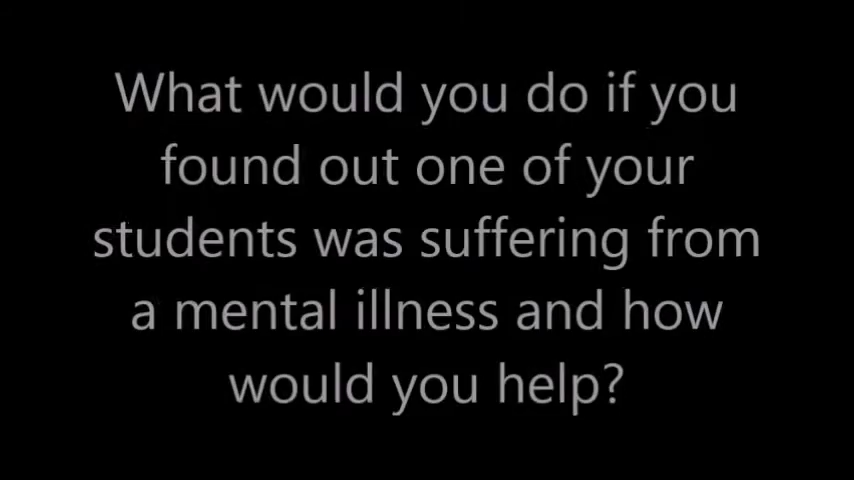 What would you do if you
found out one of your
students was suffering from
a mental illness and how
would you help?